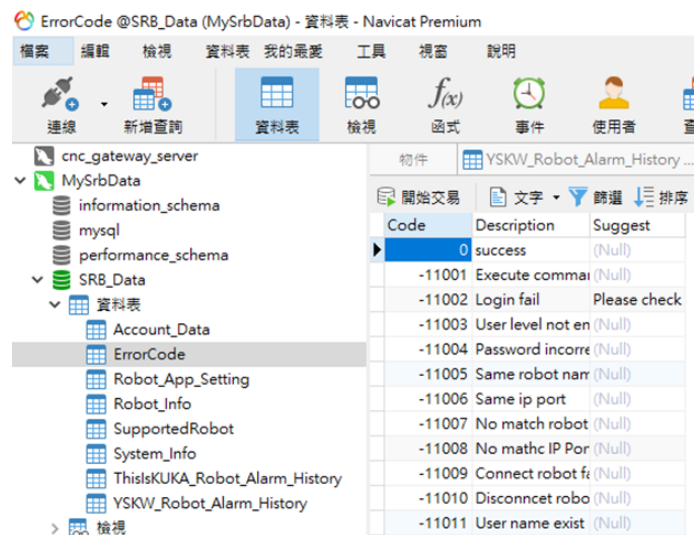 ErrorCode @SRB_Data (MySrbData) - 資料表 - Navicat Premium
檔案 編輯 檢視 資料表 我的最愛 工具 視窗 說明
f(x)
連線 新增查詢 資料表 檢視 函式 事件 使用者
cnc_gateway_server
MySrbData
information_schema
mysql
performance_schema
SRB_Data
資料表
Account_Data
ErrorCode
Robot_App_Setting
Robot_Info
SupportedRobot
System_Info
ThisIsKUKA_Robot_Alarm_History
YSKW_Robot_Alarm_History
檢視
物件 YSKW_Robot_Alarm_History ...
開始交易 文字 篩選 排序
Code Description Suggest
0 success (Null)
-11001 Execute comma (Null)
-11002 Login fail Please check
-11003 User level not en (Null)
-11004 Password incorre (Null)
-11005 Same robot nam (Null)
-11006 Same ip port (Null)
-11007 No match robot (Null)
-11008 No mathc IP Por (Null)
-11009 Connect robot fa (Null)
-11010 Disconncet robo (Null)
-11011 User name exist (Null)